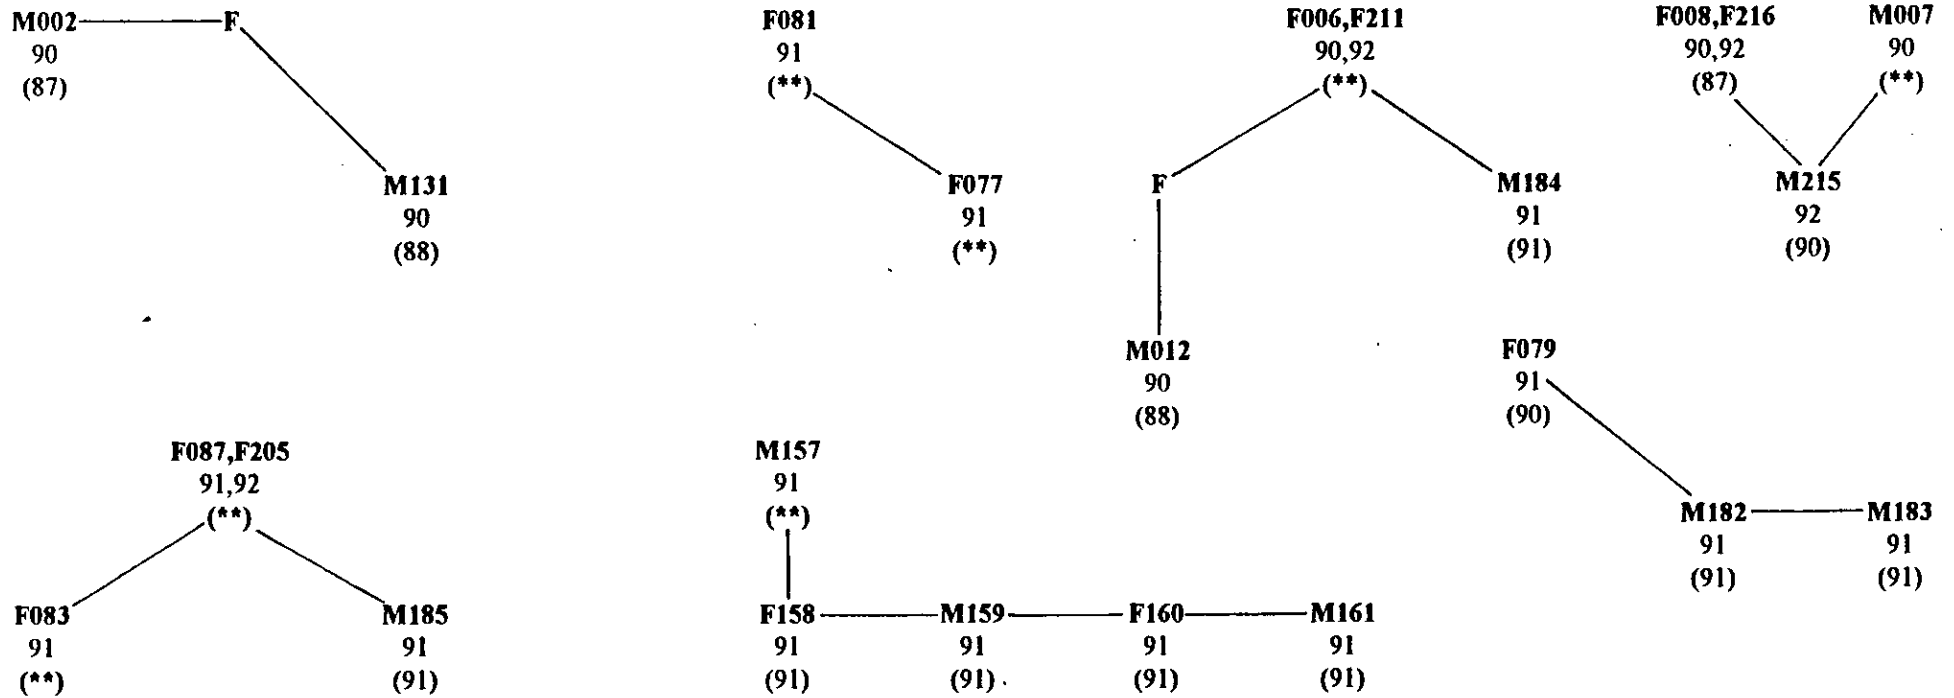 M002 F F081 F006,F211 F008,F216 M007
90 91 90,92 90,92 90
(87) (**) (**) (87) (**)
M131 F077 F M184 M215
90 91 91 92
(88) (**) (91) (90)
M012 F079
90 91
(88) (90)
F087,F205 M157
91,92 91
(**) (**)
M182 M183
91 91
(91) (91)
F083 M185 F158 M159 F160 M161
91 91 91 91 91 91
(**) (91) (91) (91) (91) (91)